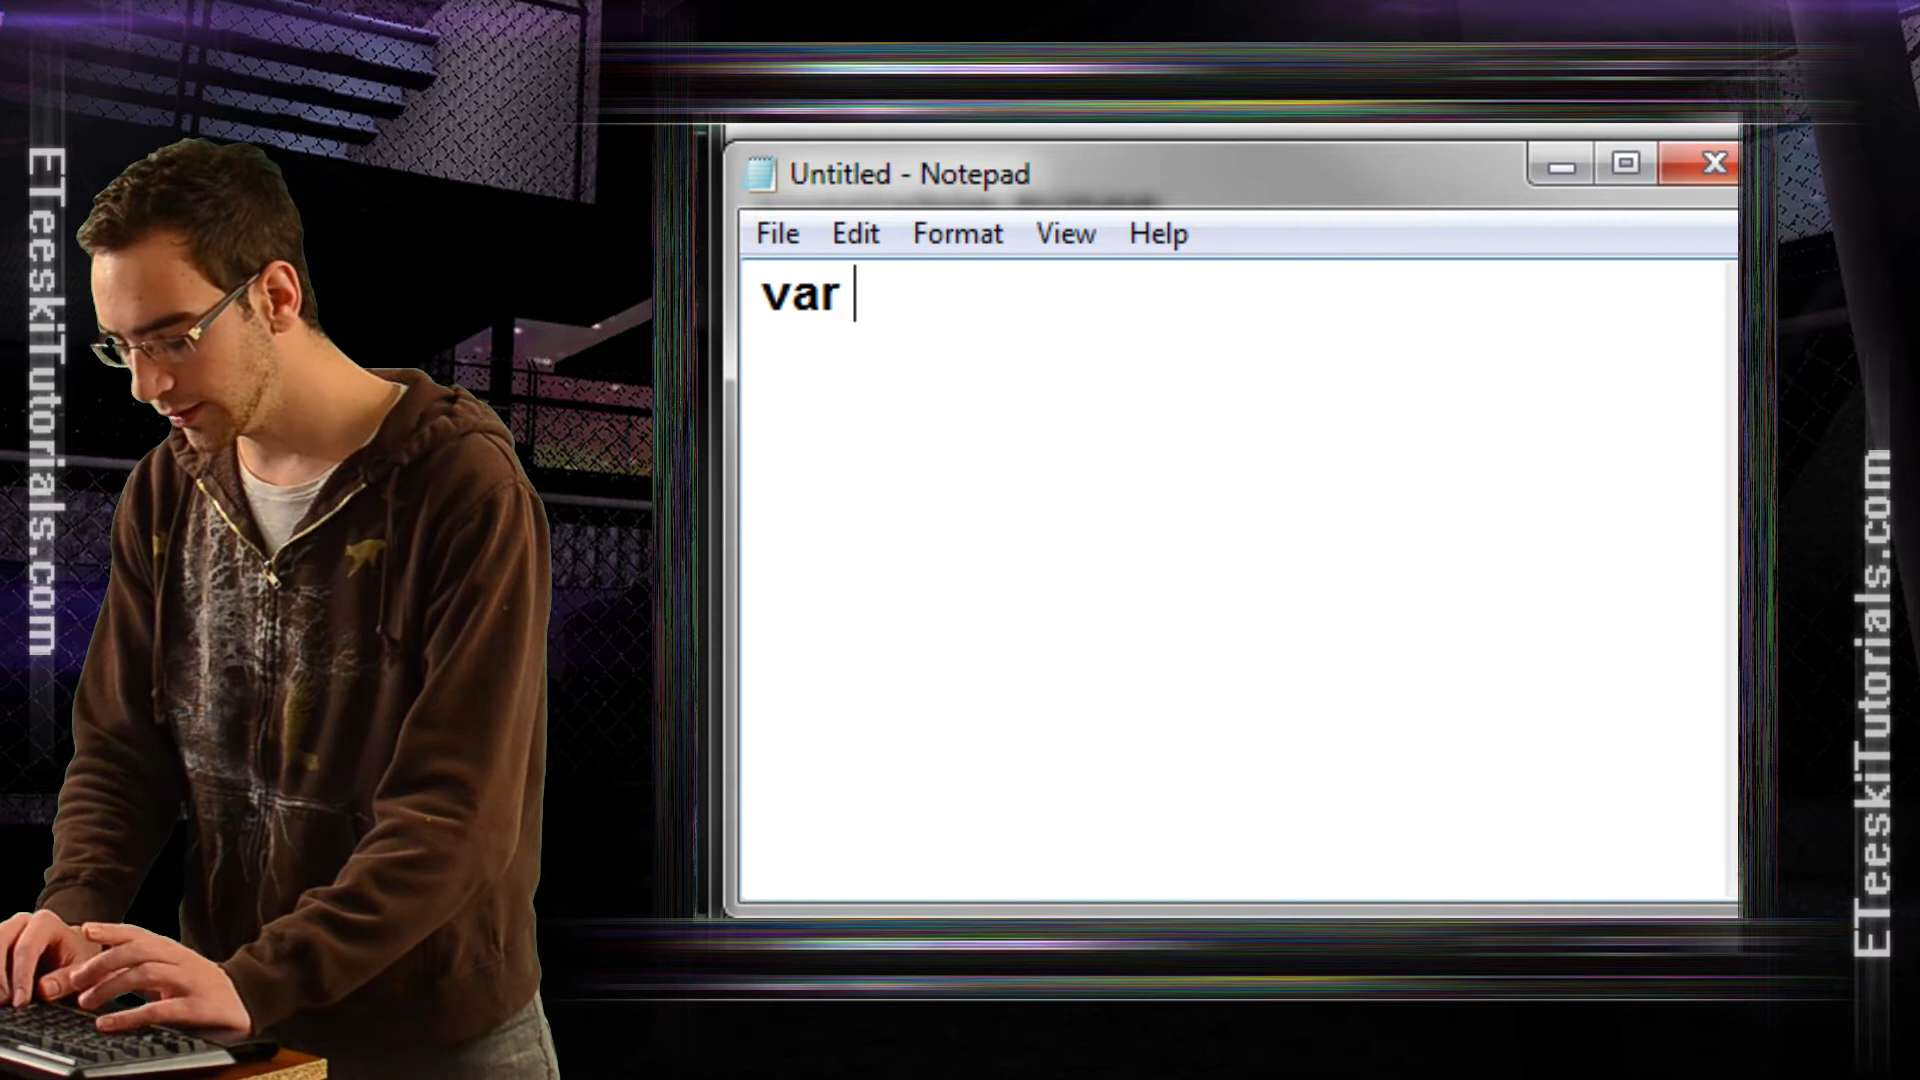 ETeeskiTutorials.com
Untitled - Notepad
File Edit Format View Help
var
ETeeskiTutorials.com